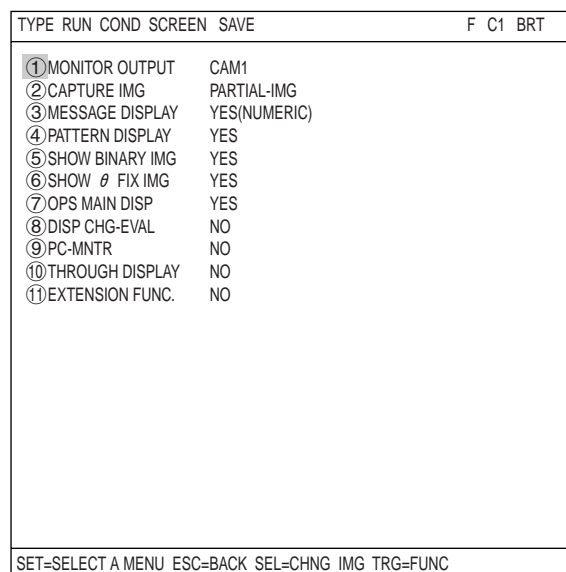 TYPE RUN COND SCREEN SAVE F C1 BRT
①MONITOR OUTPUT CAM1
②CAPTURE IMG PARTIAL-IMG
③MESSAGE DISPLAY YES(NUMERIC)
④PATTERN DISPLAY YES
⑤SHOW BINARY IMG YES
⑥SHOW θ FIX IMG YES
⑦OPS MAIN DISP YES
⑧DISP CHG-EVAL NO
⑨PC-MNTR NO
⑩THROUGH DISPLAY NO
⑪EXTENSION FUNC. NO
SET=SELECT A MENU ESC=BACK SEL=CHNG IMG TRG=FUNC